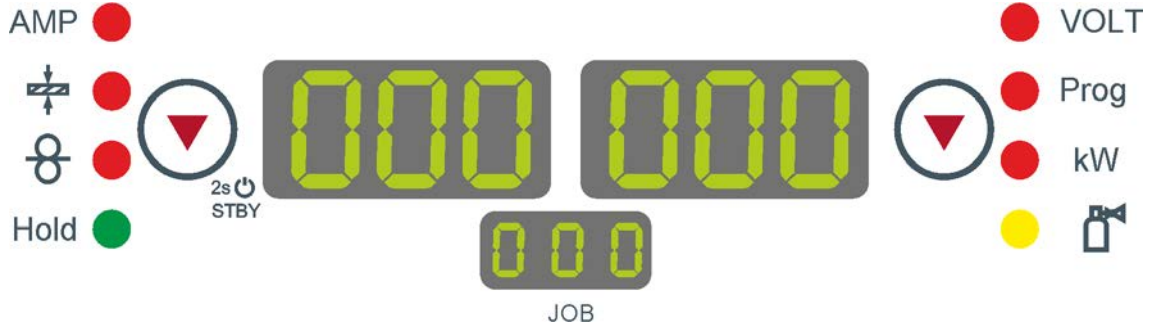 AMP
VOLT
000 000
Prog
kW
2s
STBY
Hold
000
JOB